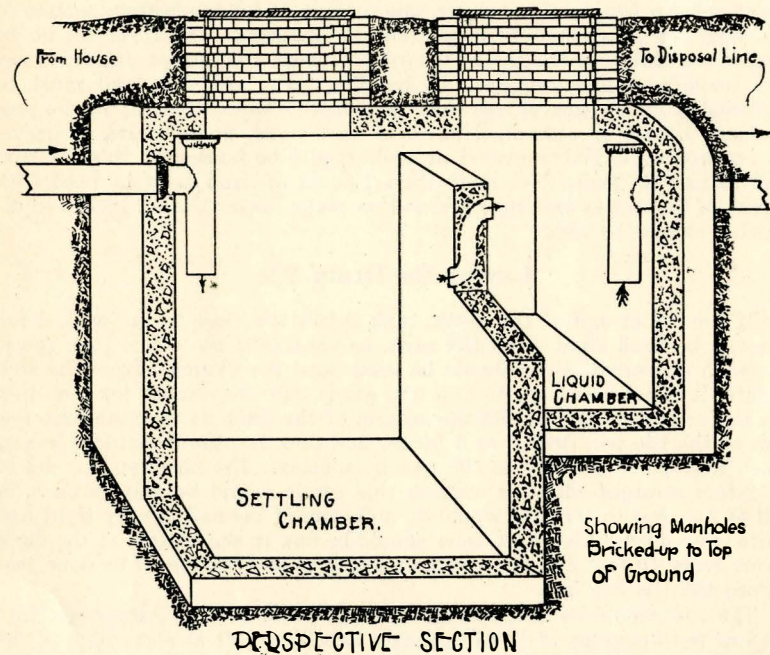 From House
To Disposal Line
LIQUID
CHAMBER
SETTLING
CHAMBER.
Showing Manholes
Bricked-up to Top
of Ground
PERSPECTIVE SECTION